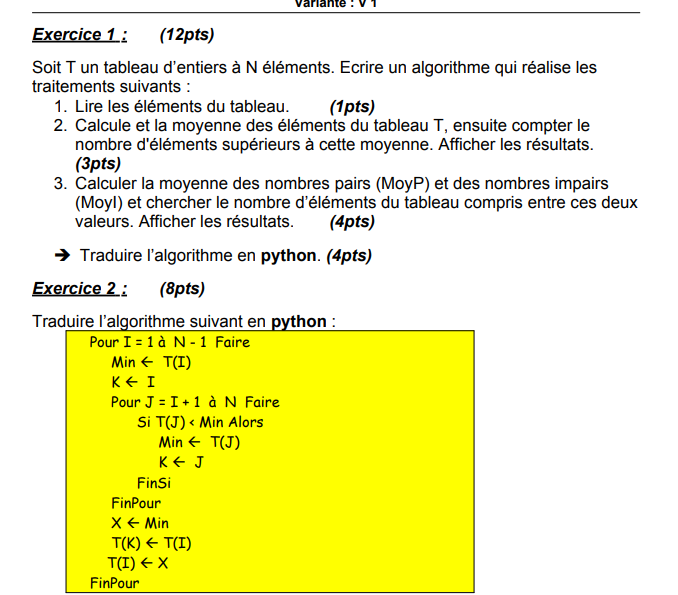 Variante : V 1
Exercice 1 : (12pts)
Soit T un tableau d'entiers à N éléments. Ecrire un algorithme qui réalise les
traitements suivants :
1. Lire les éléments du tableau. (1pts)
2. Calcule et la moyenne des éléments du tableau T, ensuite compter le
nombre d'éléments supérieurs à cette moyenne. Afficher les résultats.
(3pts)
3. Calculer la moyenne des nombres pairs (MoyP) et des nombres impairs
(MoyI) et chercher le nombre d'éléments du tableau compris entre ces deux
valeurs. Afficher les résultats. (4pts)
➔ Traduire l'algorithme en python. (4pts)
Exercice 2 : (8pts)
Traduire l'algorithme suivant en python :
Pour I = 1 à N - 1 Faire
Min ← T(I)
K ← I
Pour J = I + 1 à N Faire
Si T(J) < Min Alors
Min ← T(J)
K ← J
FinSi
FinPour
X ← Min
T(K) ← T(I)
T(I) ← X
FinPour